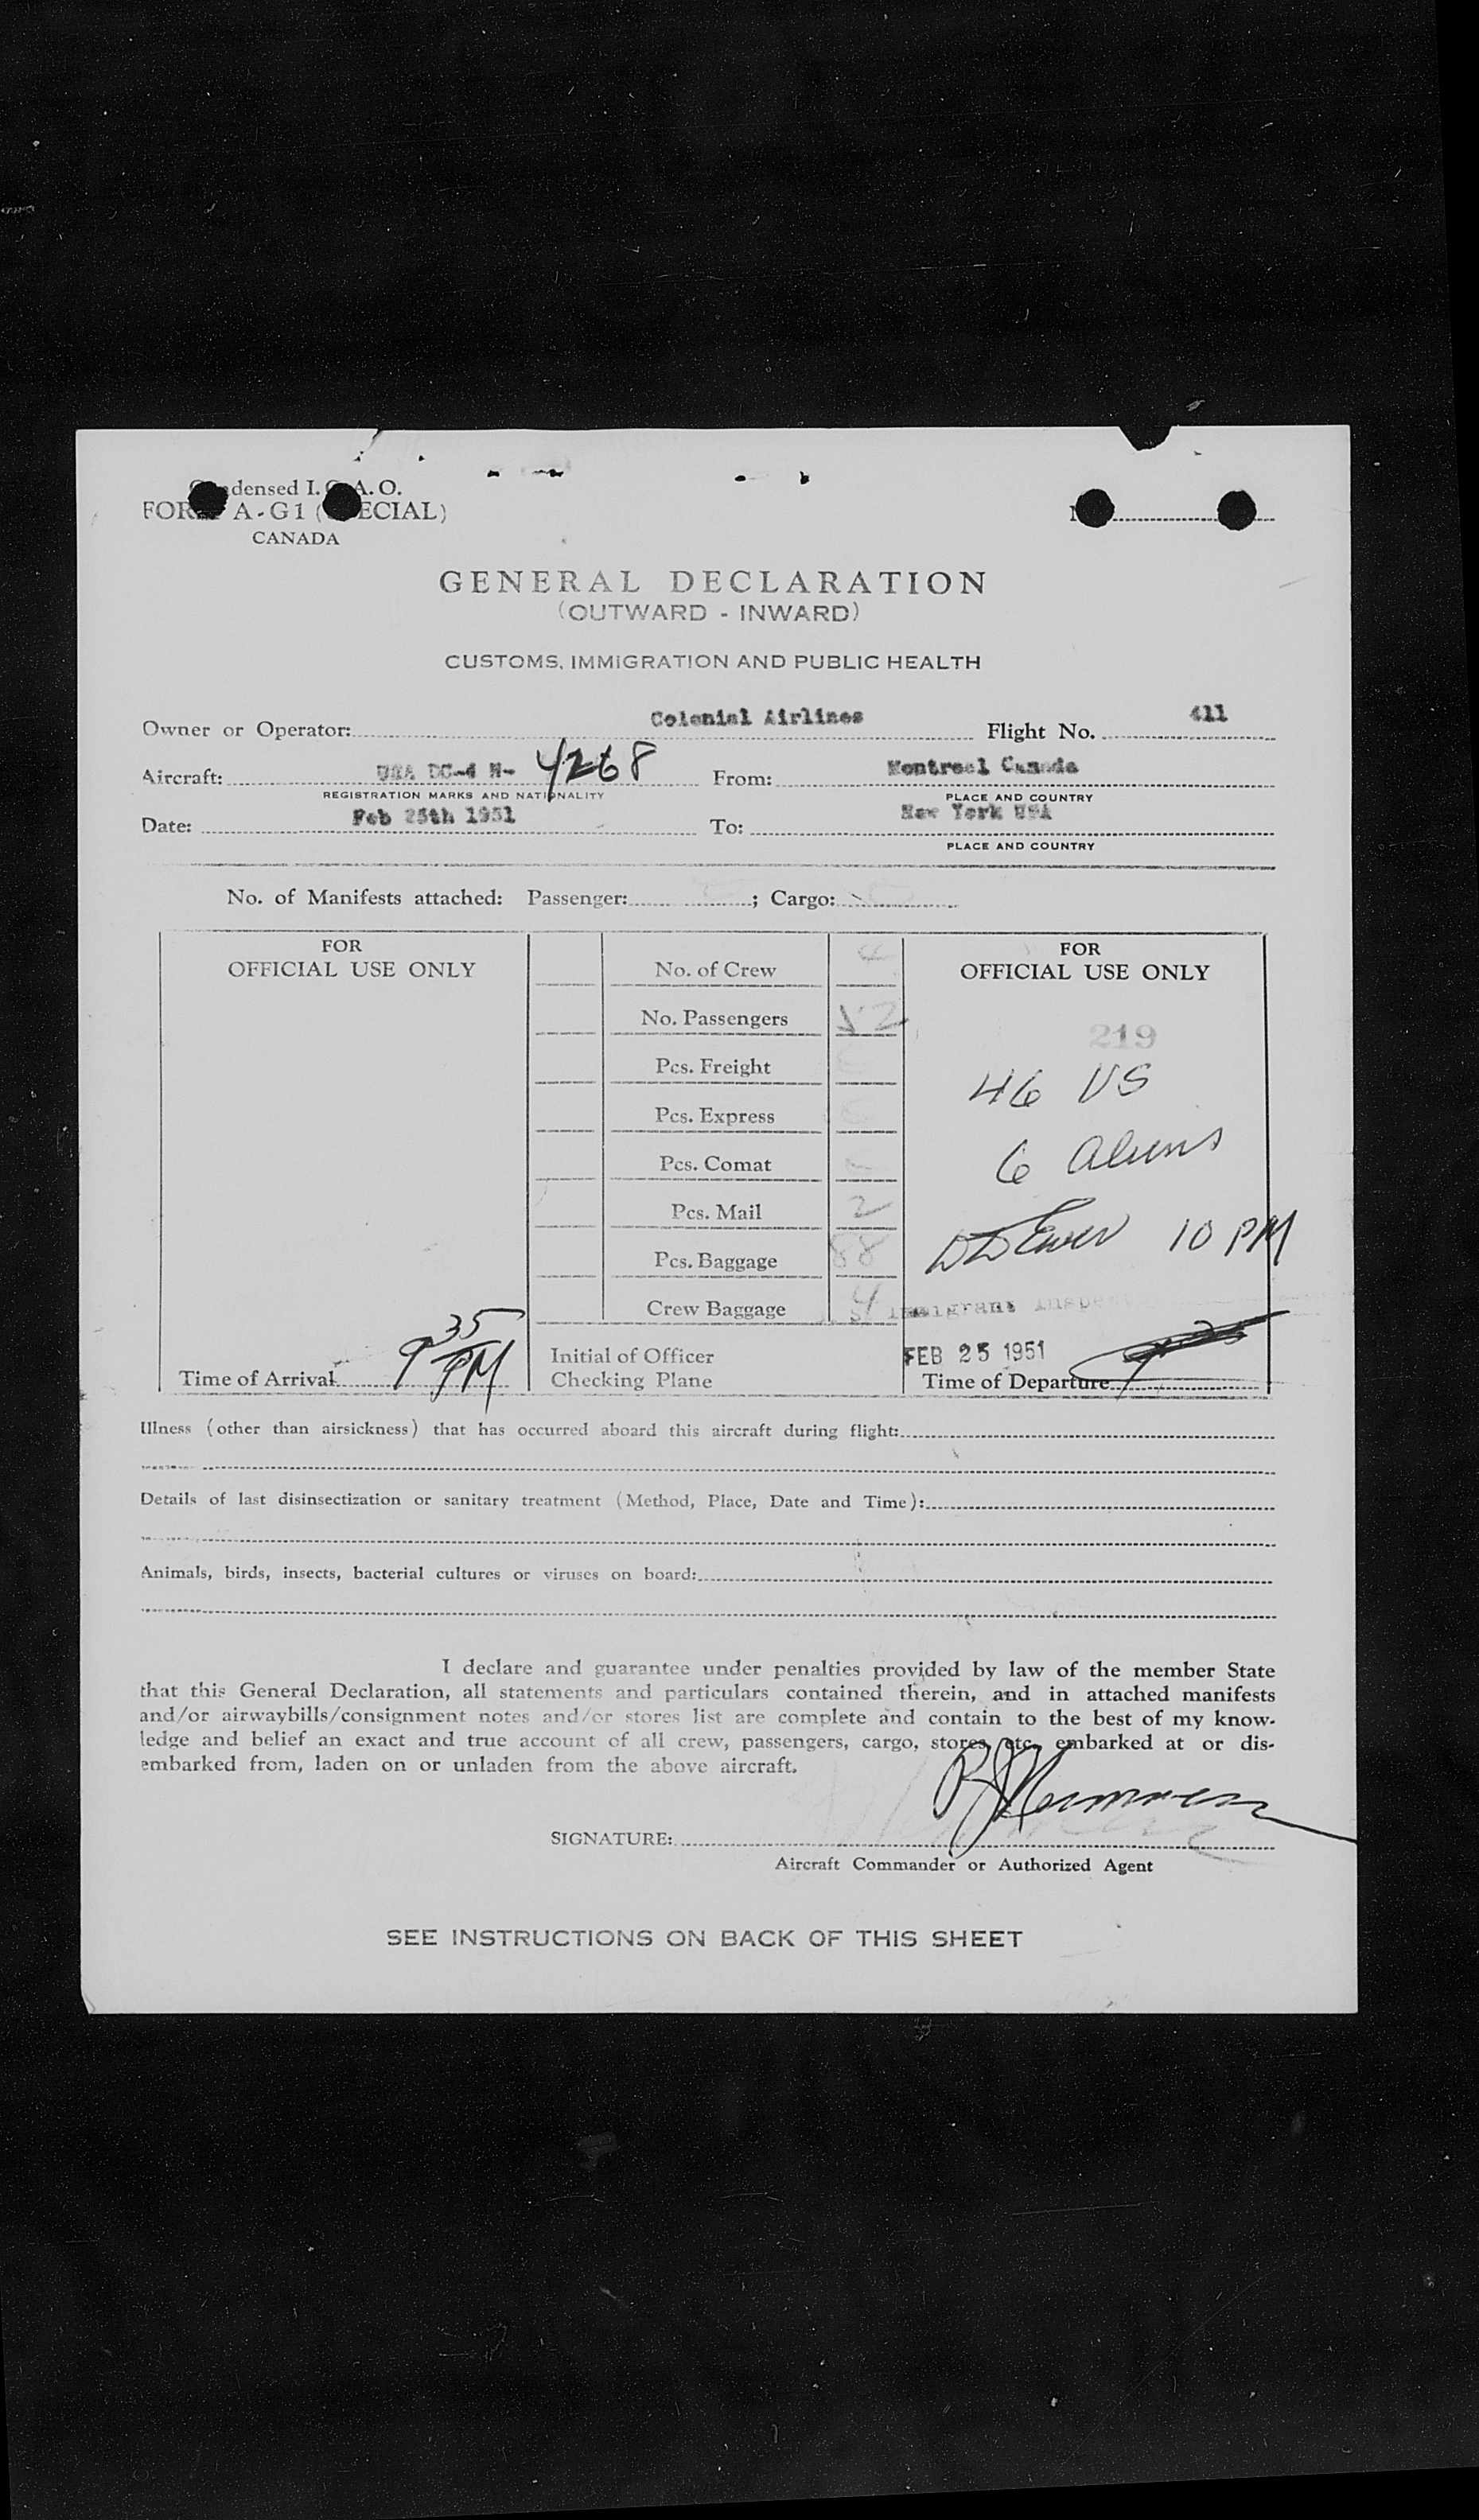 Condensed I.C.A.O.
FORM A-G1 (SPECIAL)
CANADA
GENERAL DECLARATION
(OUTWARD - INWARD)
CUSTOMS, IMMIGRATION AND PUBLIC HEALTH
Owner or Operator: Colonial Airlines Flight No. 411
Aircraft: USA DC-4 N- 4268 From: Montreal Canada
REGISTRATION MARKS AND NATIONALITY PLACE AND COUNTRY
Date: Feb 25th 1951 To: New York USA
PLACE AND COUNTRY
No. of Manifests attached: Passenger: ; Cargo:
FOR
OFFICIAL USE ONLY
No. of Crew 4
No. Passengers 52
Pcs. Freight
Pcs. Express
Pcs. Comat
Pcs. Mail 2
Pcs. Baggage 88
Crew Baggage 4
Initial of Officer
Checking Plane
Time of Arrival 9 35 PM
FOR
OFFICIAL USE ONLY
219
46 US
6 aliens
10 PM
Immigrant Inspe
FEB 25 1951
Time of Departure
Illness (other than airsickness) that has occurred aboard this aircraft during flight:
Details of last disinsectization or sanitary treatment (Method, Place, Date and Time):
Animals, birds, insects, bacterial cultures or viruses on board:
I declare and guarantee under penalties provided by law of the member State
that this General Declaration, all statements and particulars contained therein, and in attached manifests
and/or airwaybills/consignment notes and/or stores list are complete and contain to the best of my know-
ledge and belief an exact and true account of all crew, passengers, cargo, stores, etc. embarked at or dis-
embarked from, laden on or unladen from the above aircraft.
SIGNATURE:
Aircraft Commander or Authorized Agent
SEE INSTRUCTIONS ON BACK OF THIS SHEET